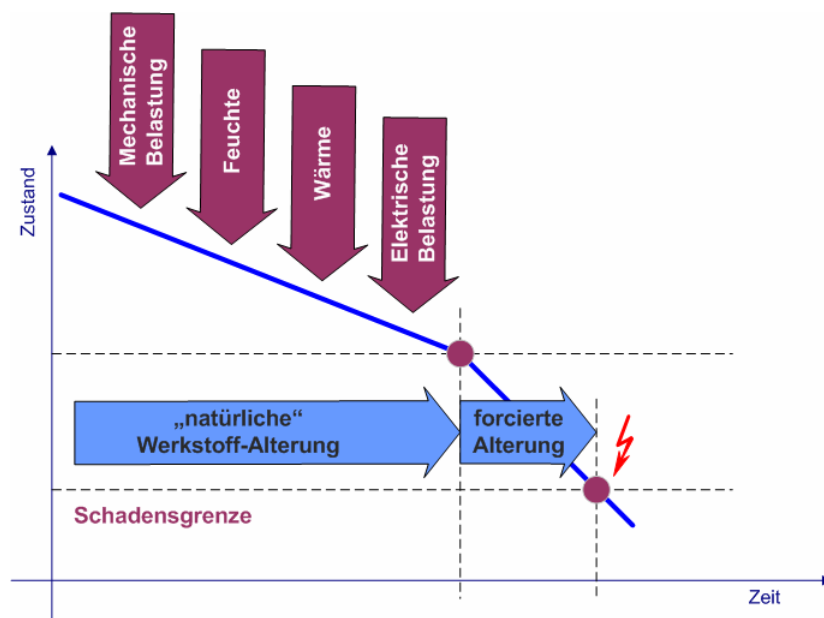 Mechanische
Belastung
Feuchte
Wärme
Elektrische
Belastung
Zustand
„natürliche“
Werkstoff-Alterung
forcierte
Alterung
Schadensgrenze
Zeit